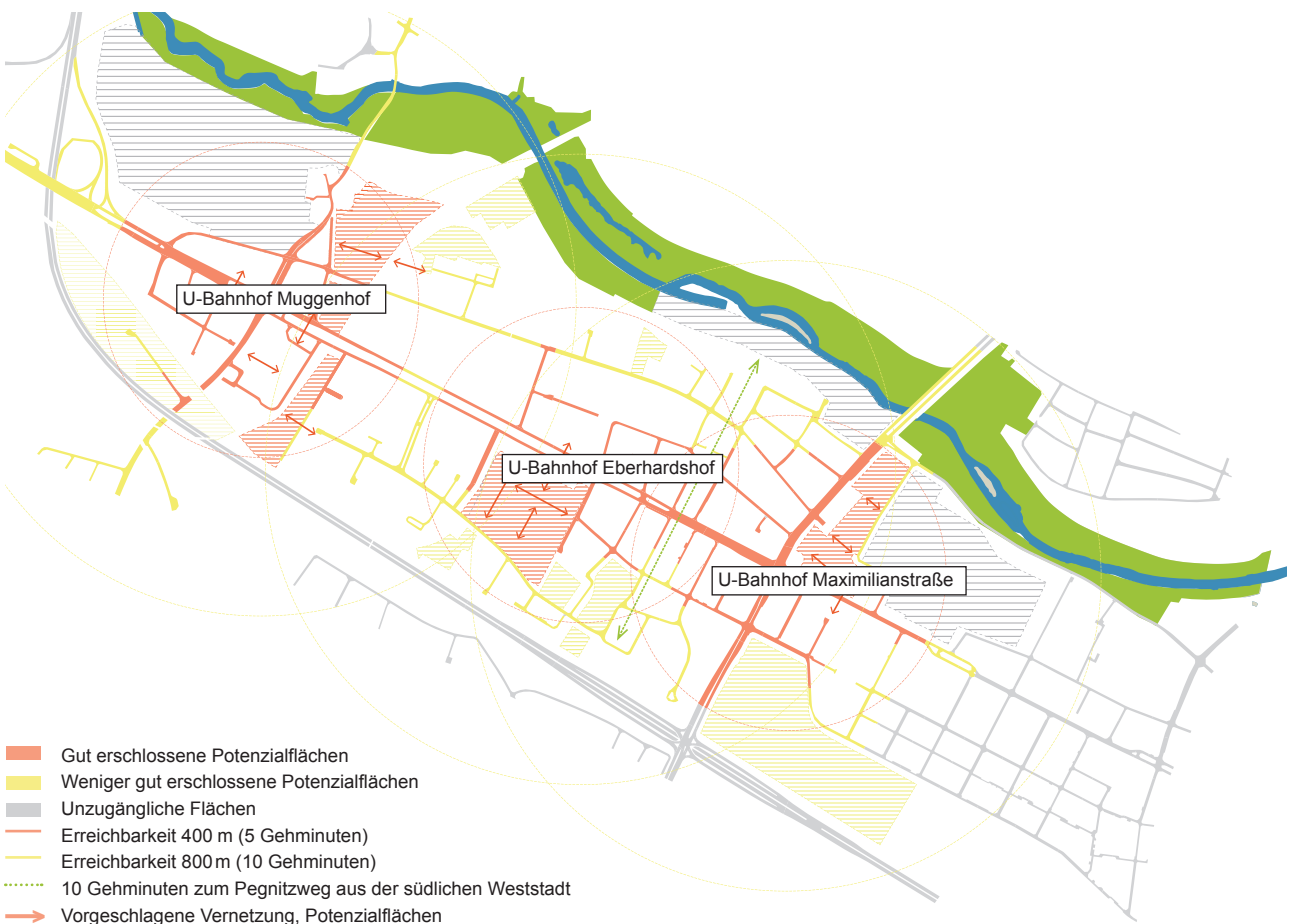 U-Bahnhof Muggenhof
U-Bahnhof Eberhardshof
U-Bahnhof Maximilianstraße
Gut erschlossene Potenzialflächen
Weniger gut erschlossene Potenzialflächen
Unzugängliche Flächen
Erreichbarkeit 400 m (5 Gehminuten)
Erreichbarkeit 800 m (10 Gehminuten)
10 Gehminuten zum Pegnitzweg aus der südlichen Weststadt
Vorgeschlagene Vernetzung, Potenzialflächen